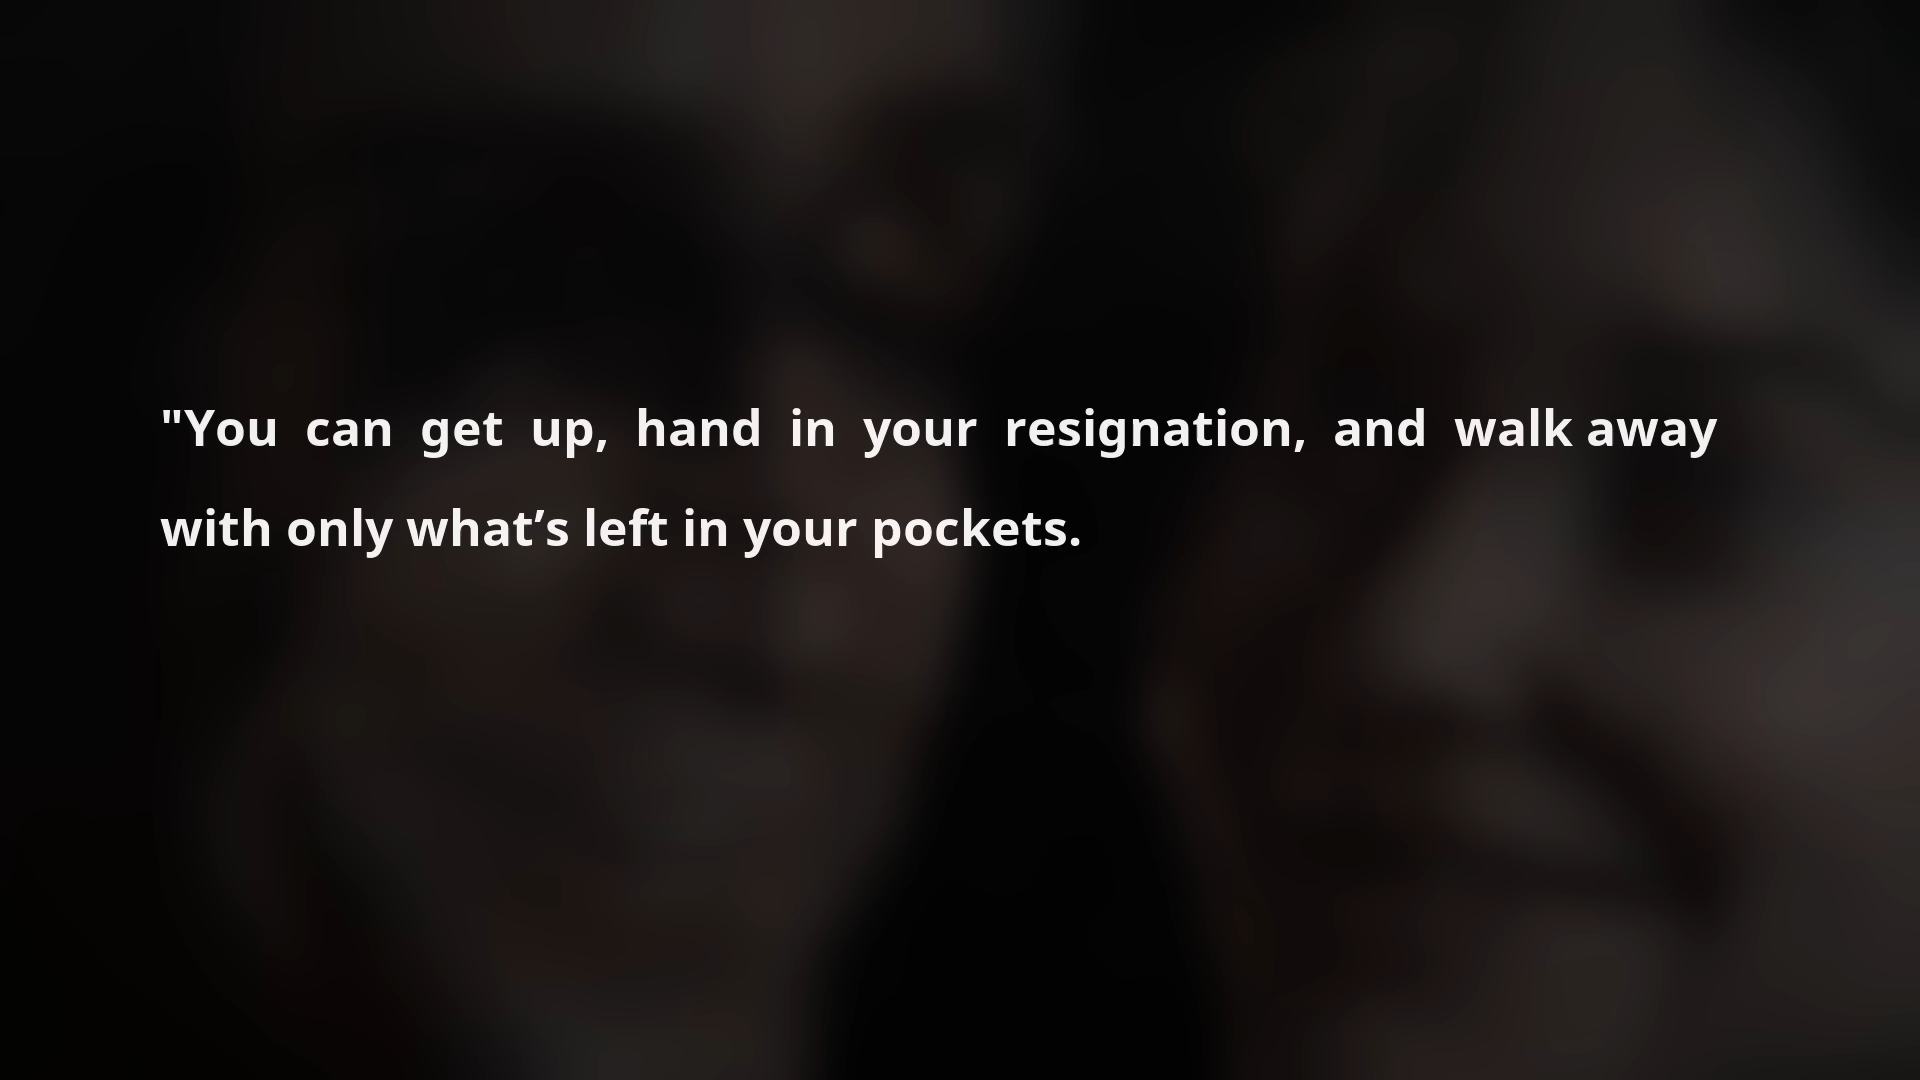 "You can get up, hand in your resignation, and walk away
with only what’s left in your pockets.